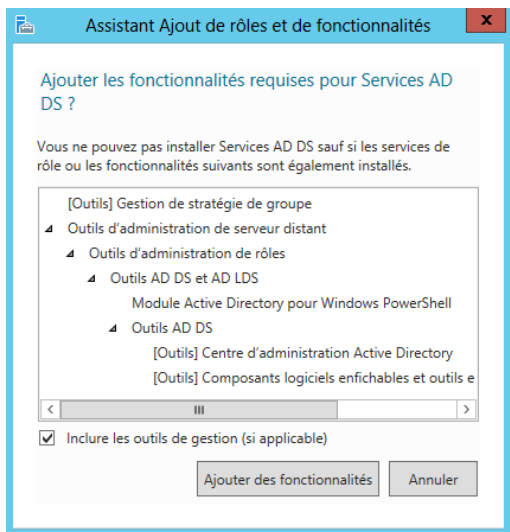 Assistant Ajout de rôles et de fonctionnalités
x
Ajouter les fonctionnalités requises pour Services AD
DS ?
Vous ne pouvez pas installer Services AD DS sauf si les services de
rôle ou les fonctionnalités suivants sont également installés.
[Outils] Gestion de stratégie de groupe
Outils d'administration de serveur distant
Outils d'administration de rôles
Outils AD DS et AD LDS
Module Active Directory pour Windows PowerShell
Outils AD DS
[Outils] Centre d'administration Active Directory
[Outils] Composants logiciels enfichables et outils e
Inclure les outils de gestion (si applicable)
Ajouter des fonctionnalités Annuler